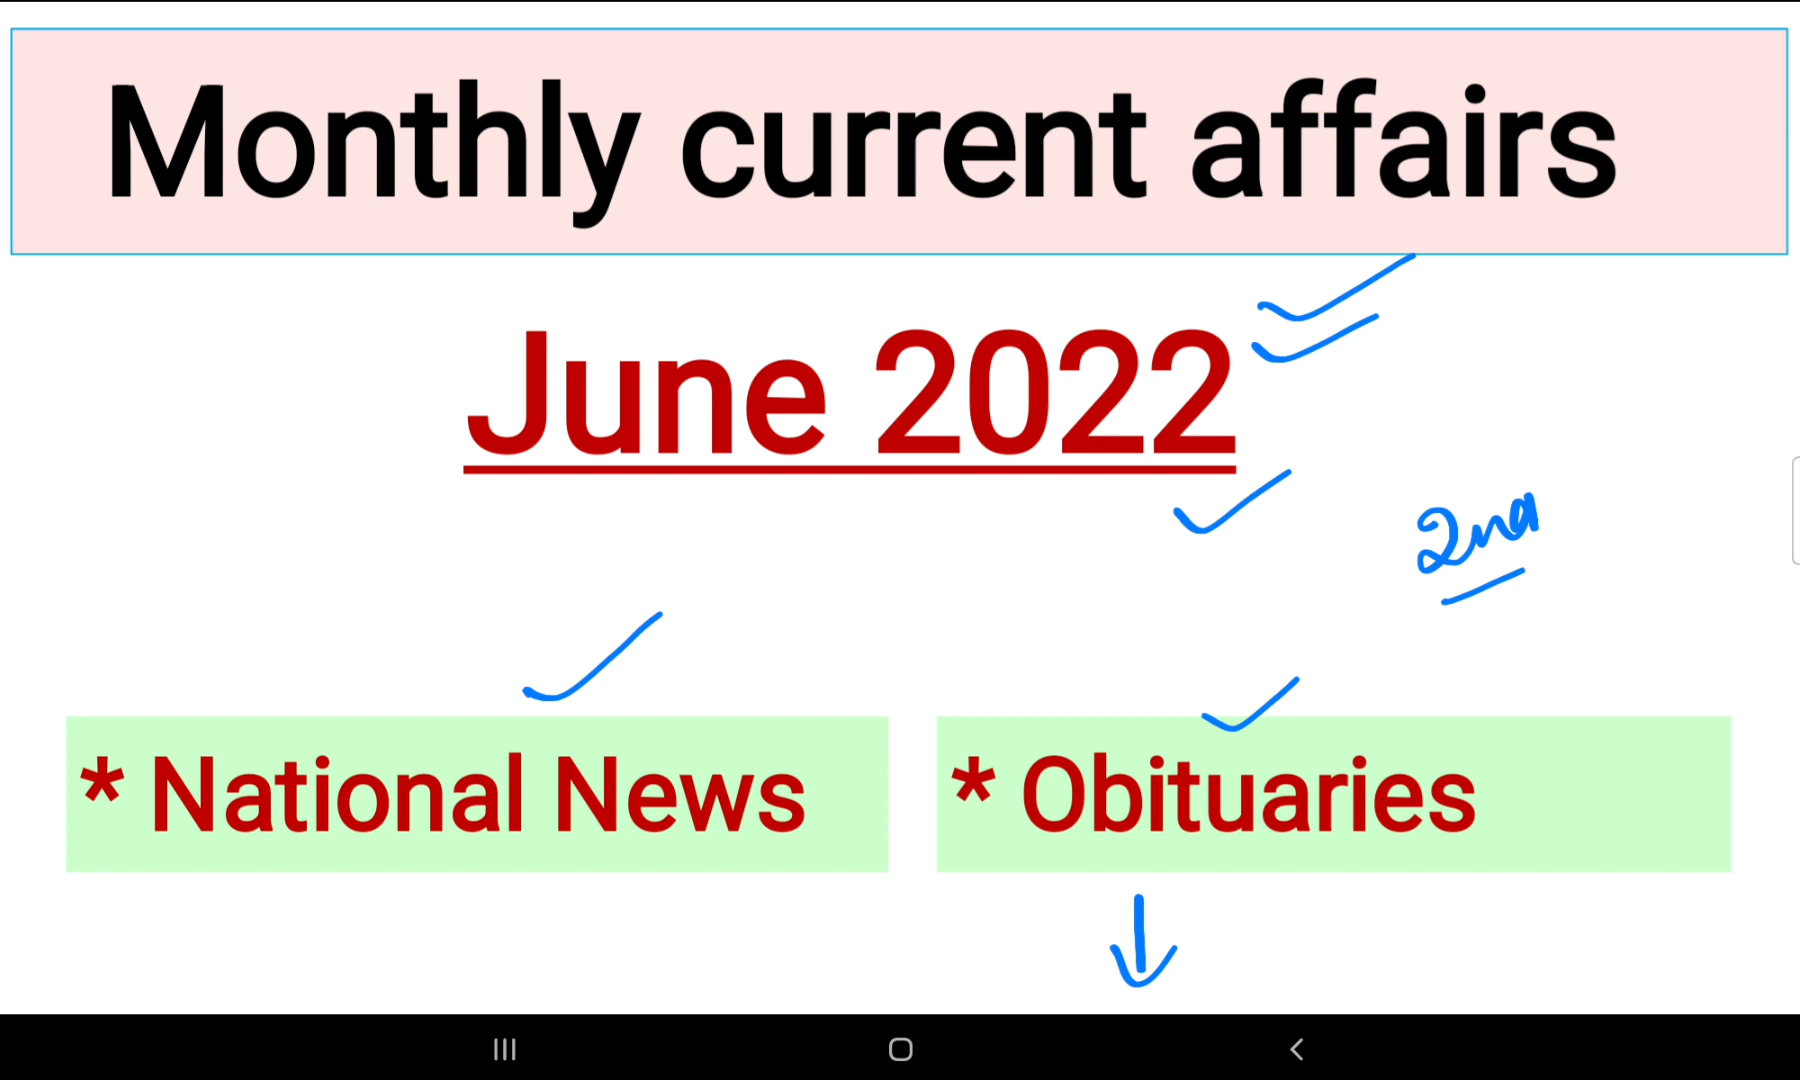 Monthly current affairs
June 2022
2nd
* National News
* Obituaries